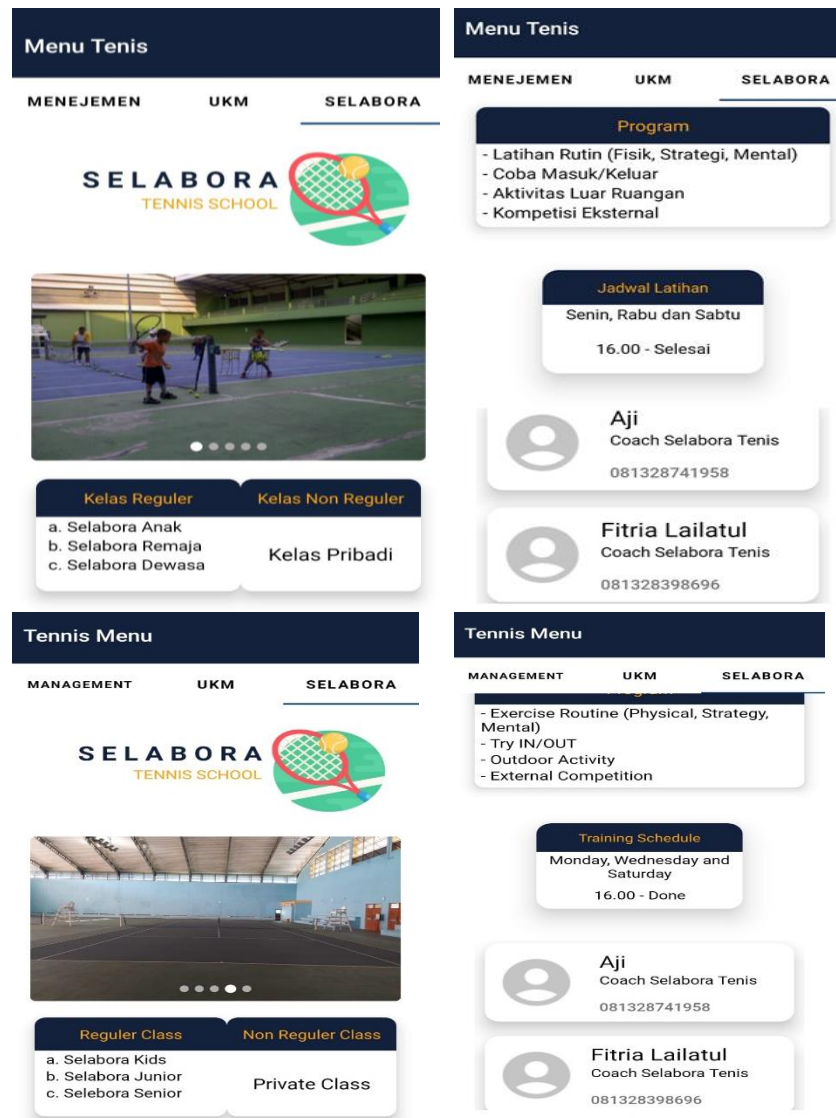 Menu Tenis
MENEJEMEN UKM SELABORA
SELABORA
TENNIS SCHOOL
Kelas Reguler Kelas Non Reguler
a. Selabora Anak
b. Selabora Remaja
c. Selabora Dewasa
Kelas Pribadi
Menu Tenis
MENEJEMEN UKM SELABORA
Program
- Latihan Rutin (Fisik, Strategi, Mental)
- Coba Masuk/Keluar
- Aktivitas Luar Ruangan
- Kompetisi Eksternal
Jadwal Latihan
Senin, Rabu dan Sabtu
16.00 - Selesai
Aji
Coach Selabora Tenis
081328741958
Fitria Lailatul
Coach Selabora Tenis
081328398696
Tennis Menu
MANAGEMENT UKM SELABORA
SELABORA
TENNIS SCHOOL
Reguler Class Non Reguler Class
a. Selabora Kids
b. Selabora Junior
c. Selebora Senior
Private Class
Tennis Menu
MANAGEMENT UKM SELABORA
- Exercise Routine (Physical, Strategy,
Mental)
- Try IN/OUT
- Outdoor Activity
- External Competition
Training Schedule
Monday, Wednesday and
Saturday
16.00 - Done
Aji
Coach Selabora Tenis
081328741958
Fitria Lailatul
Coach Selabora Tenis
081328398696